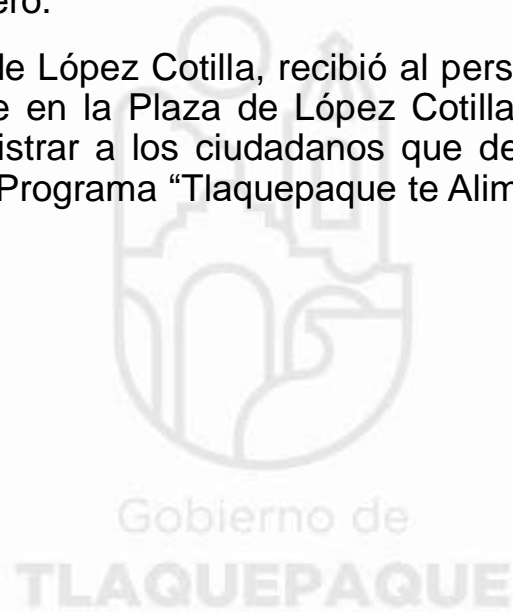 ero.
de López Cotilla, recibió al pers
e en la Plaza de López Cotilla
istrar a los ciudadanos que de
Programa “Tlaquepaque te Alim
Gobierno de
TLAQUEPAQUE